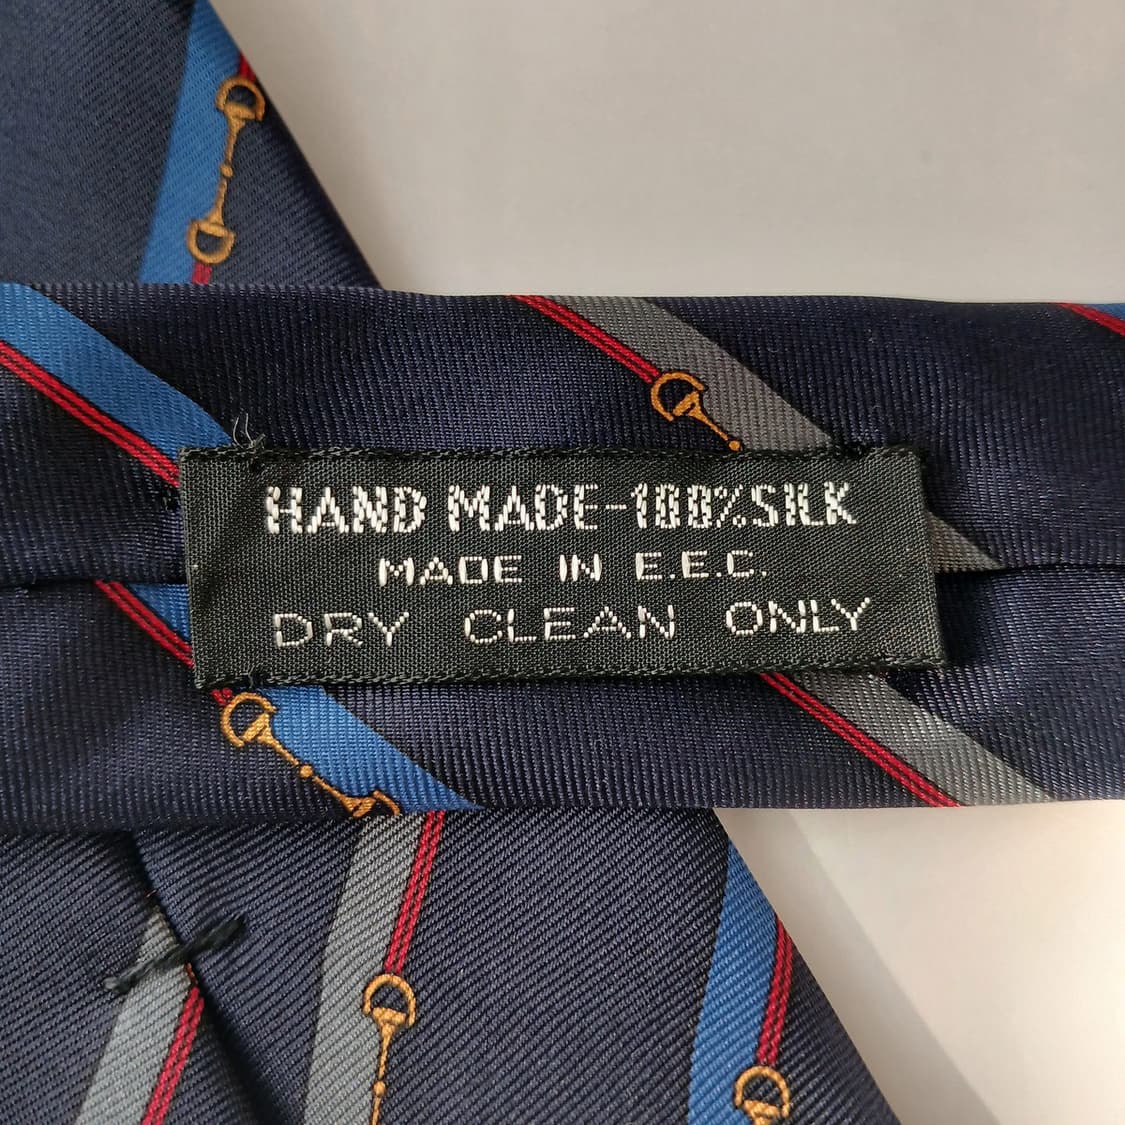 HAND MADE-100% SILK
MADE IN E.E.C.
DRY CLEAN ONLY